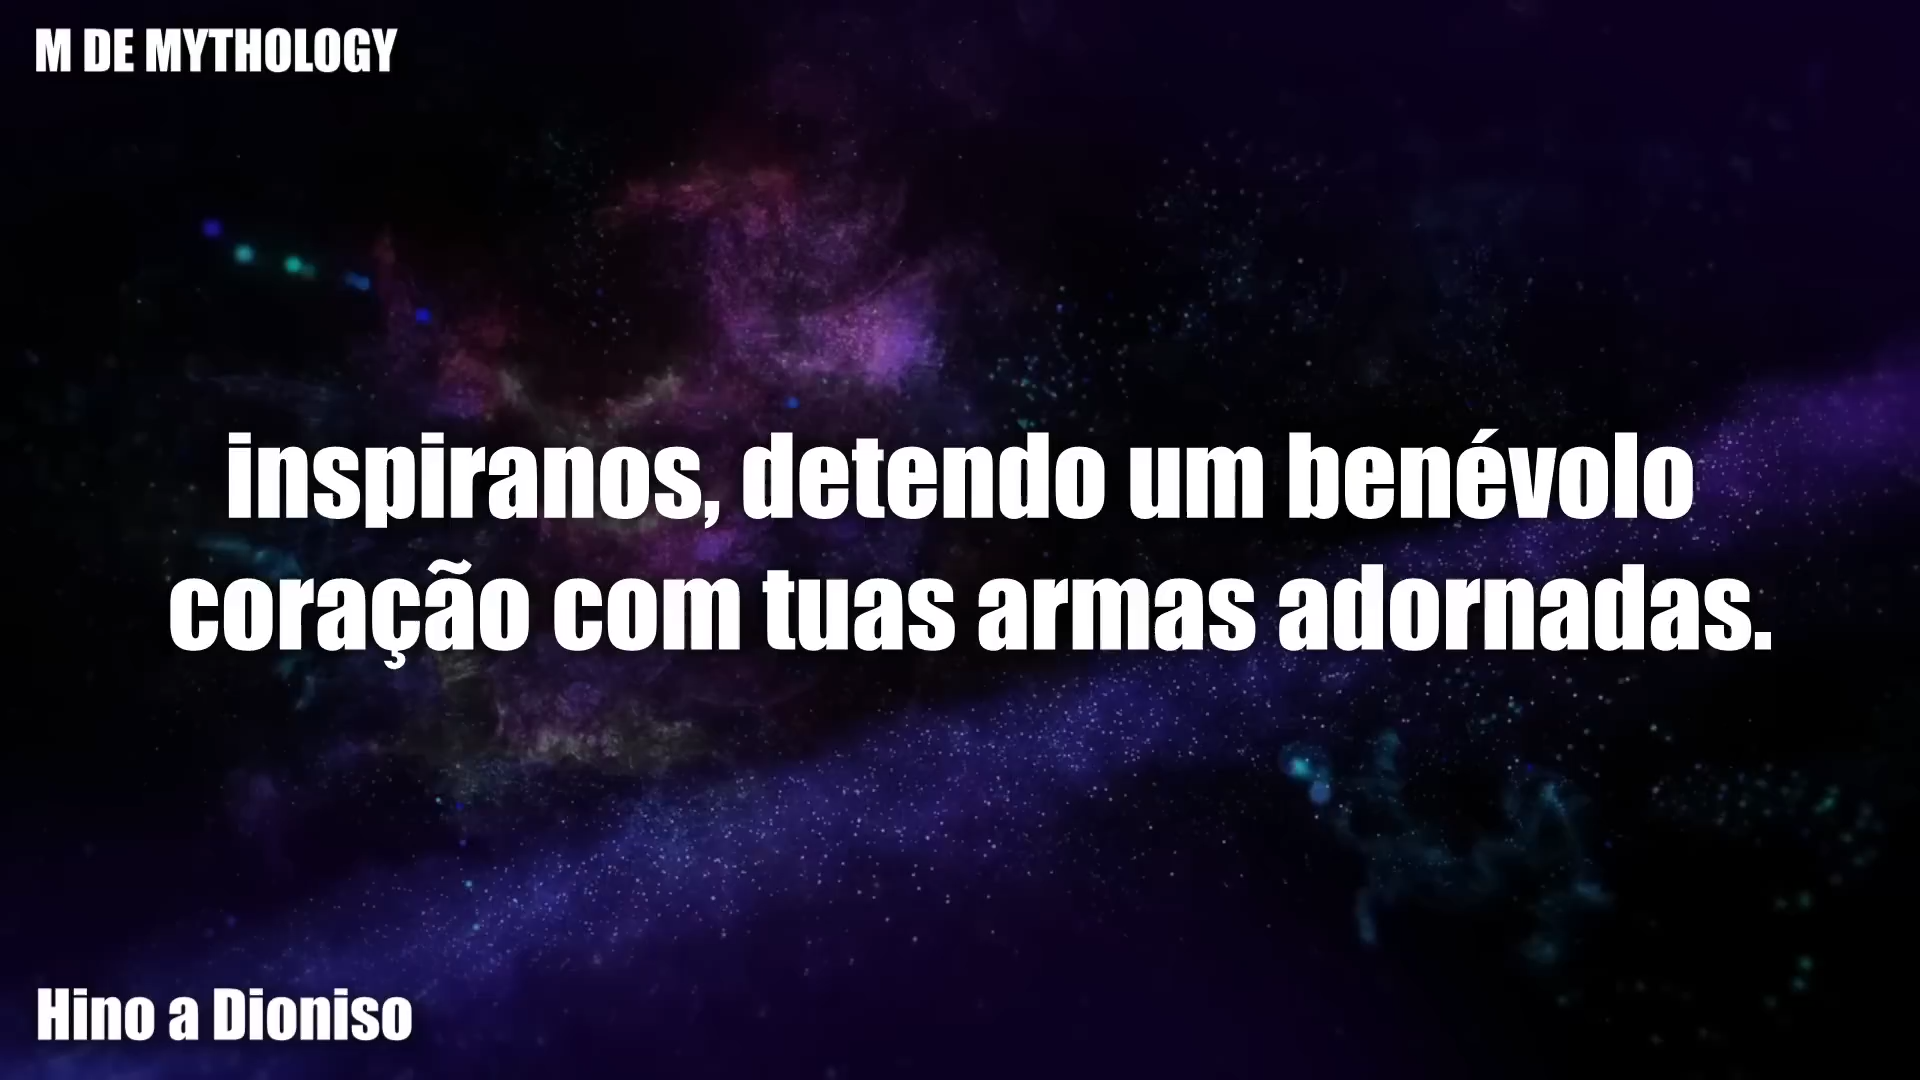 M DE MYTHOLOGY
inspiranos, detendo um benévolo
coração com tuas armas adornadas.
Hino a Dioniso